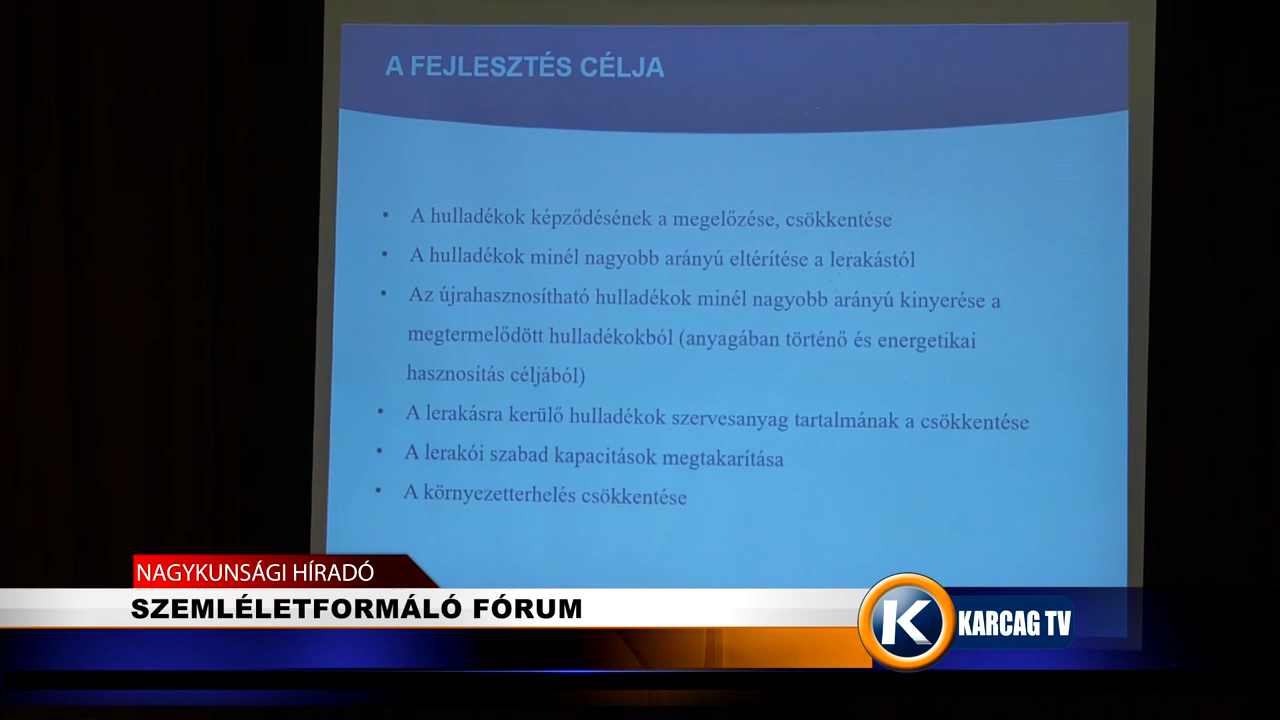 A FEJLESZTÉS CÉLJA
• A hulladékok képződésének a megelőzése, csökkentése
• A hulladékok minél nagyobb arányú eltérítése a lerakástól
• Az újrahasznosítható hulladékok minél nagyobb arányú kinyerése a
megtermelődött hulladékokból (anyagában történő és energetikai
hasznosítás céljából)
• A lerakásra kerülő hulladékok szervesanyag tartalmának a csökkentése
• A lerakói szabad kapacitások megtakarítása
• A környezetterhelés csökkentése
NAGYKUNSÁGI HÍRADÓ
SZEMLÉLETFORMÁLÓ FÓRUM
K KARCAG TV